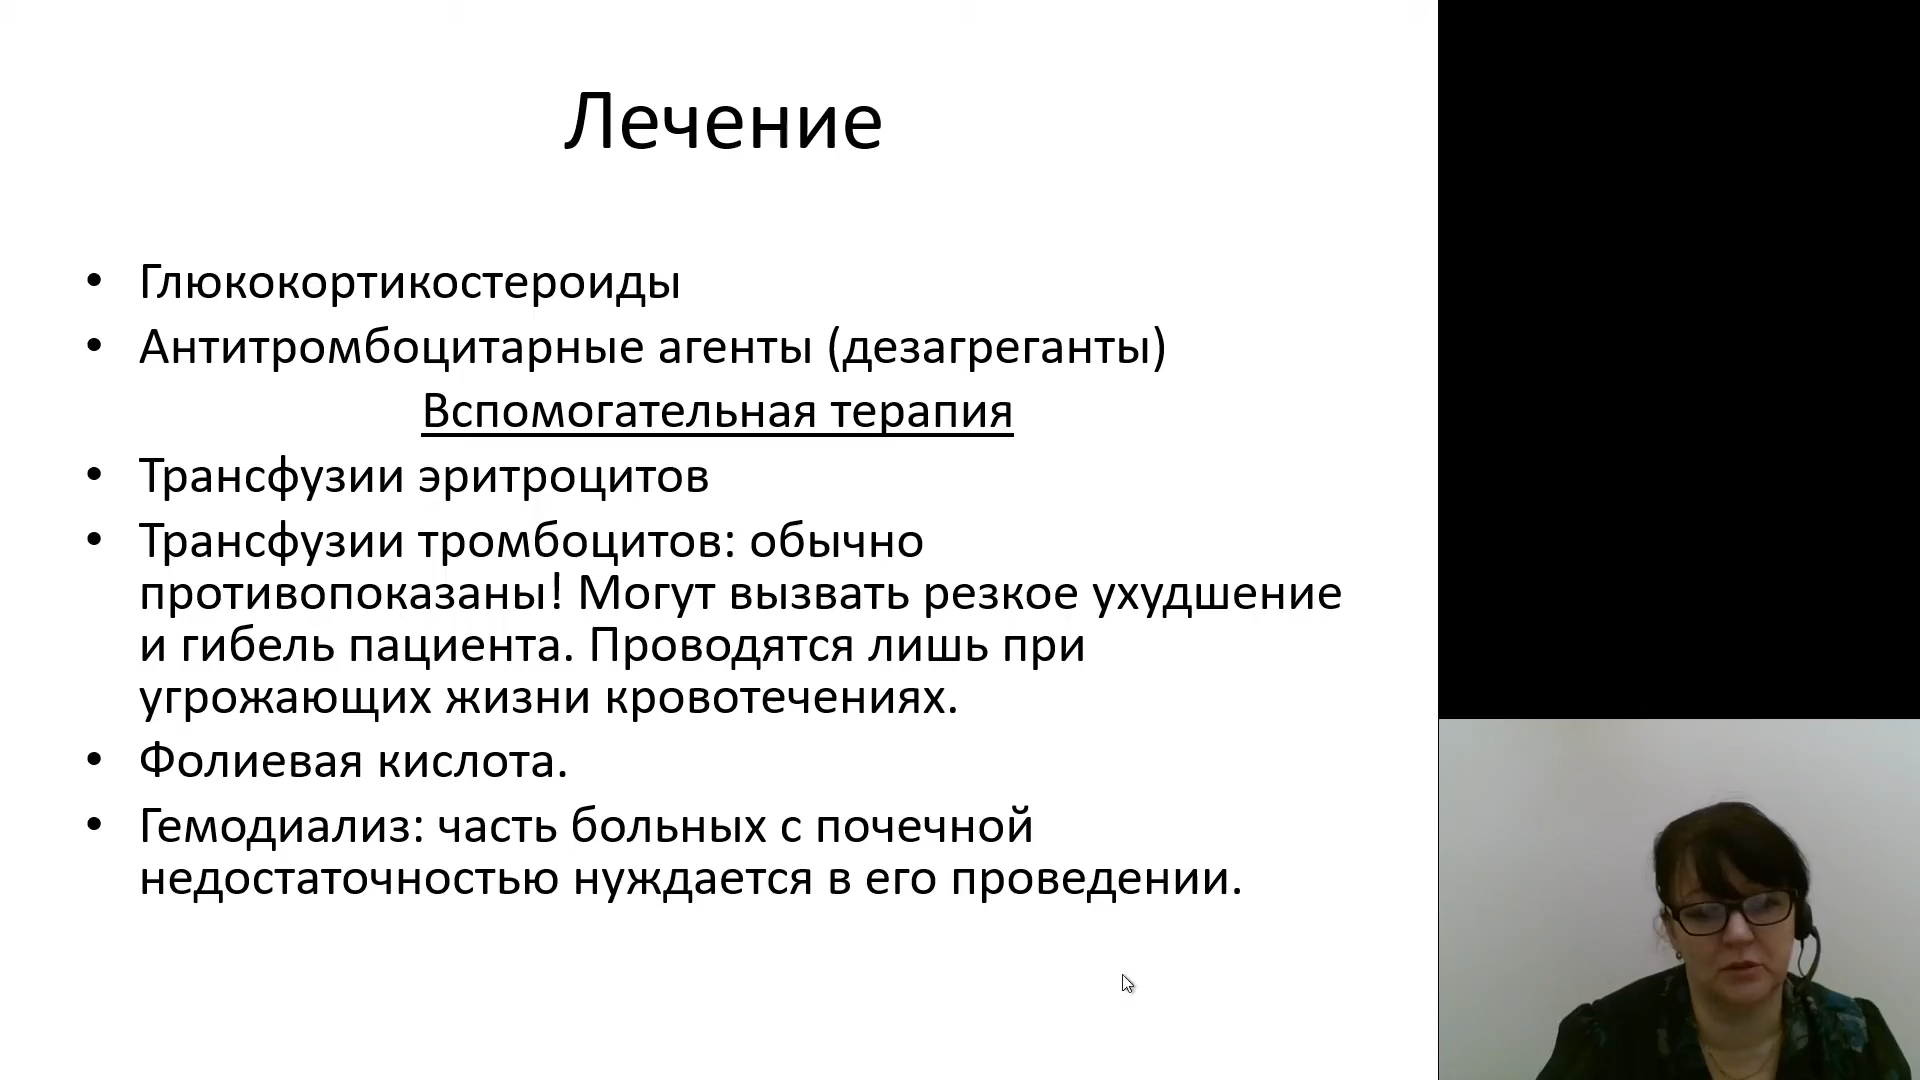 Лечение
• Глюкокортикостероиды
• Антитромбоцитарные агенты (дезагреганты)
Вспомогательная терапия
• Трансфузии эритроцитов
• Трансфузии тромбоцитов: обычно
противопоказаны! Могут вызвать резкое ухудшение
и гибель пациента. Проводятся лишь при
угрожающих жизни кровотечениях.
• Фолиевая кислота.
• Гемодиализ: часть больных с почечной
недостаточностью нуждается в его проведении.